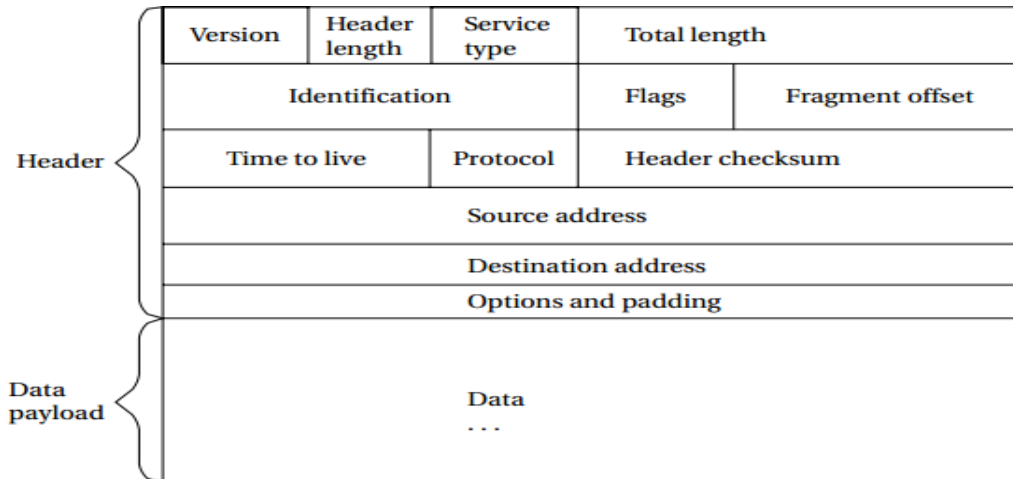 Version
Header
length
Service
type
Total length
Identification
Flags
Fragment offset
Header
Time to live
Protocol
Header checksum
Source address
Destination address
Options and padding
Data
payload
Data
...